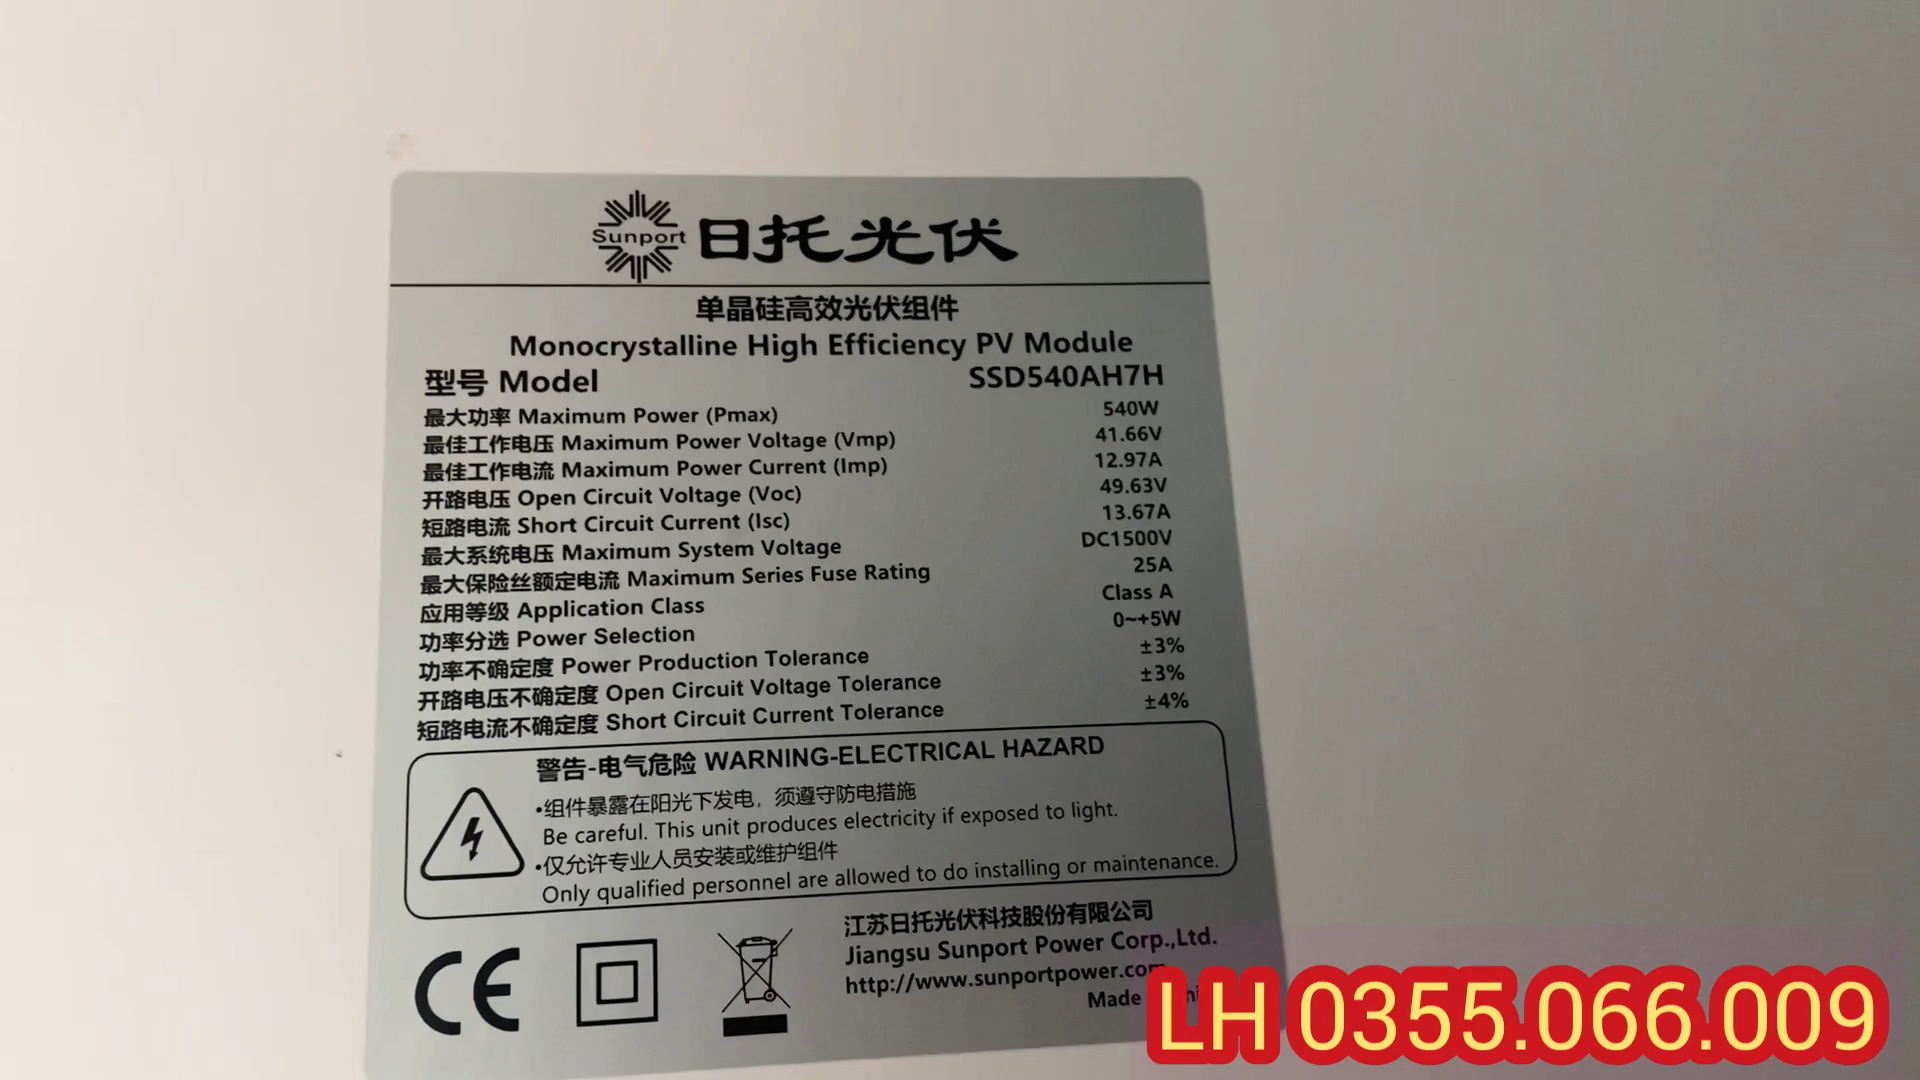 Sunport 日托光伏
单晶硅高效光伏组件
Monocrystalline High Efficiency PV Module
型号 Model SSD540AH7H
最大功率 Maximum Power (Pmax) 540W
最佳工作电压 Maximum Power Voltage (Vmp) 41.66V
最佳工作电流 Maximum Power Current (Imp) 12.97A
开路电压 Open Circuit Voltage (Voc) 49.63V
短路电流 Short Circuit Current (Isc) 13.67A
最大系统电压 Maximum System Voltage DC1500V
最大保险丝额定电流 Maximum Series Fuse Rating 25A
应用等级 Application Class Class A
功率分选 Power Selection 0~+5W
功率不确定度 Power Production Tolerance ±3%
开路电压不确定度 Open Circuit Voltage Tolerance ±3%
短路电流不确定度 Short Circuit Current Tolerance ±4%
警告-电气危险 WARNING-ELECTRICAL HAZARD
•组件暴露在阳光下发电，须遵守防电措施
Be careful. This unit produces electricity if exposed to light.
•仅允许专业人员安装或维护组件
Only qualified personnel are allowed to do installing or maintenance.
CE
江苏日托光伏科技股份有限公司
Jiangsu Sunport Power Corp.,Ltd.
http://www.sunportpower.com
Made
LH 0355.066.009